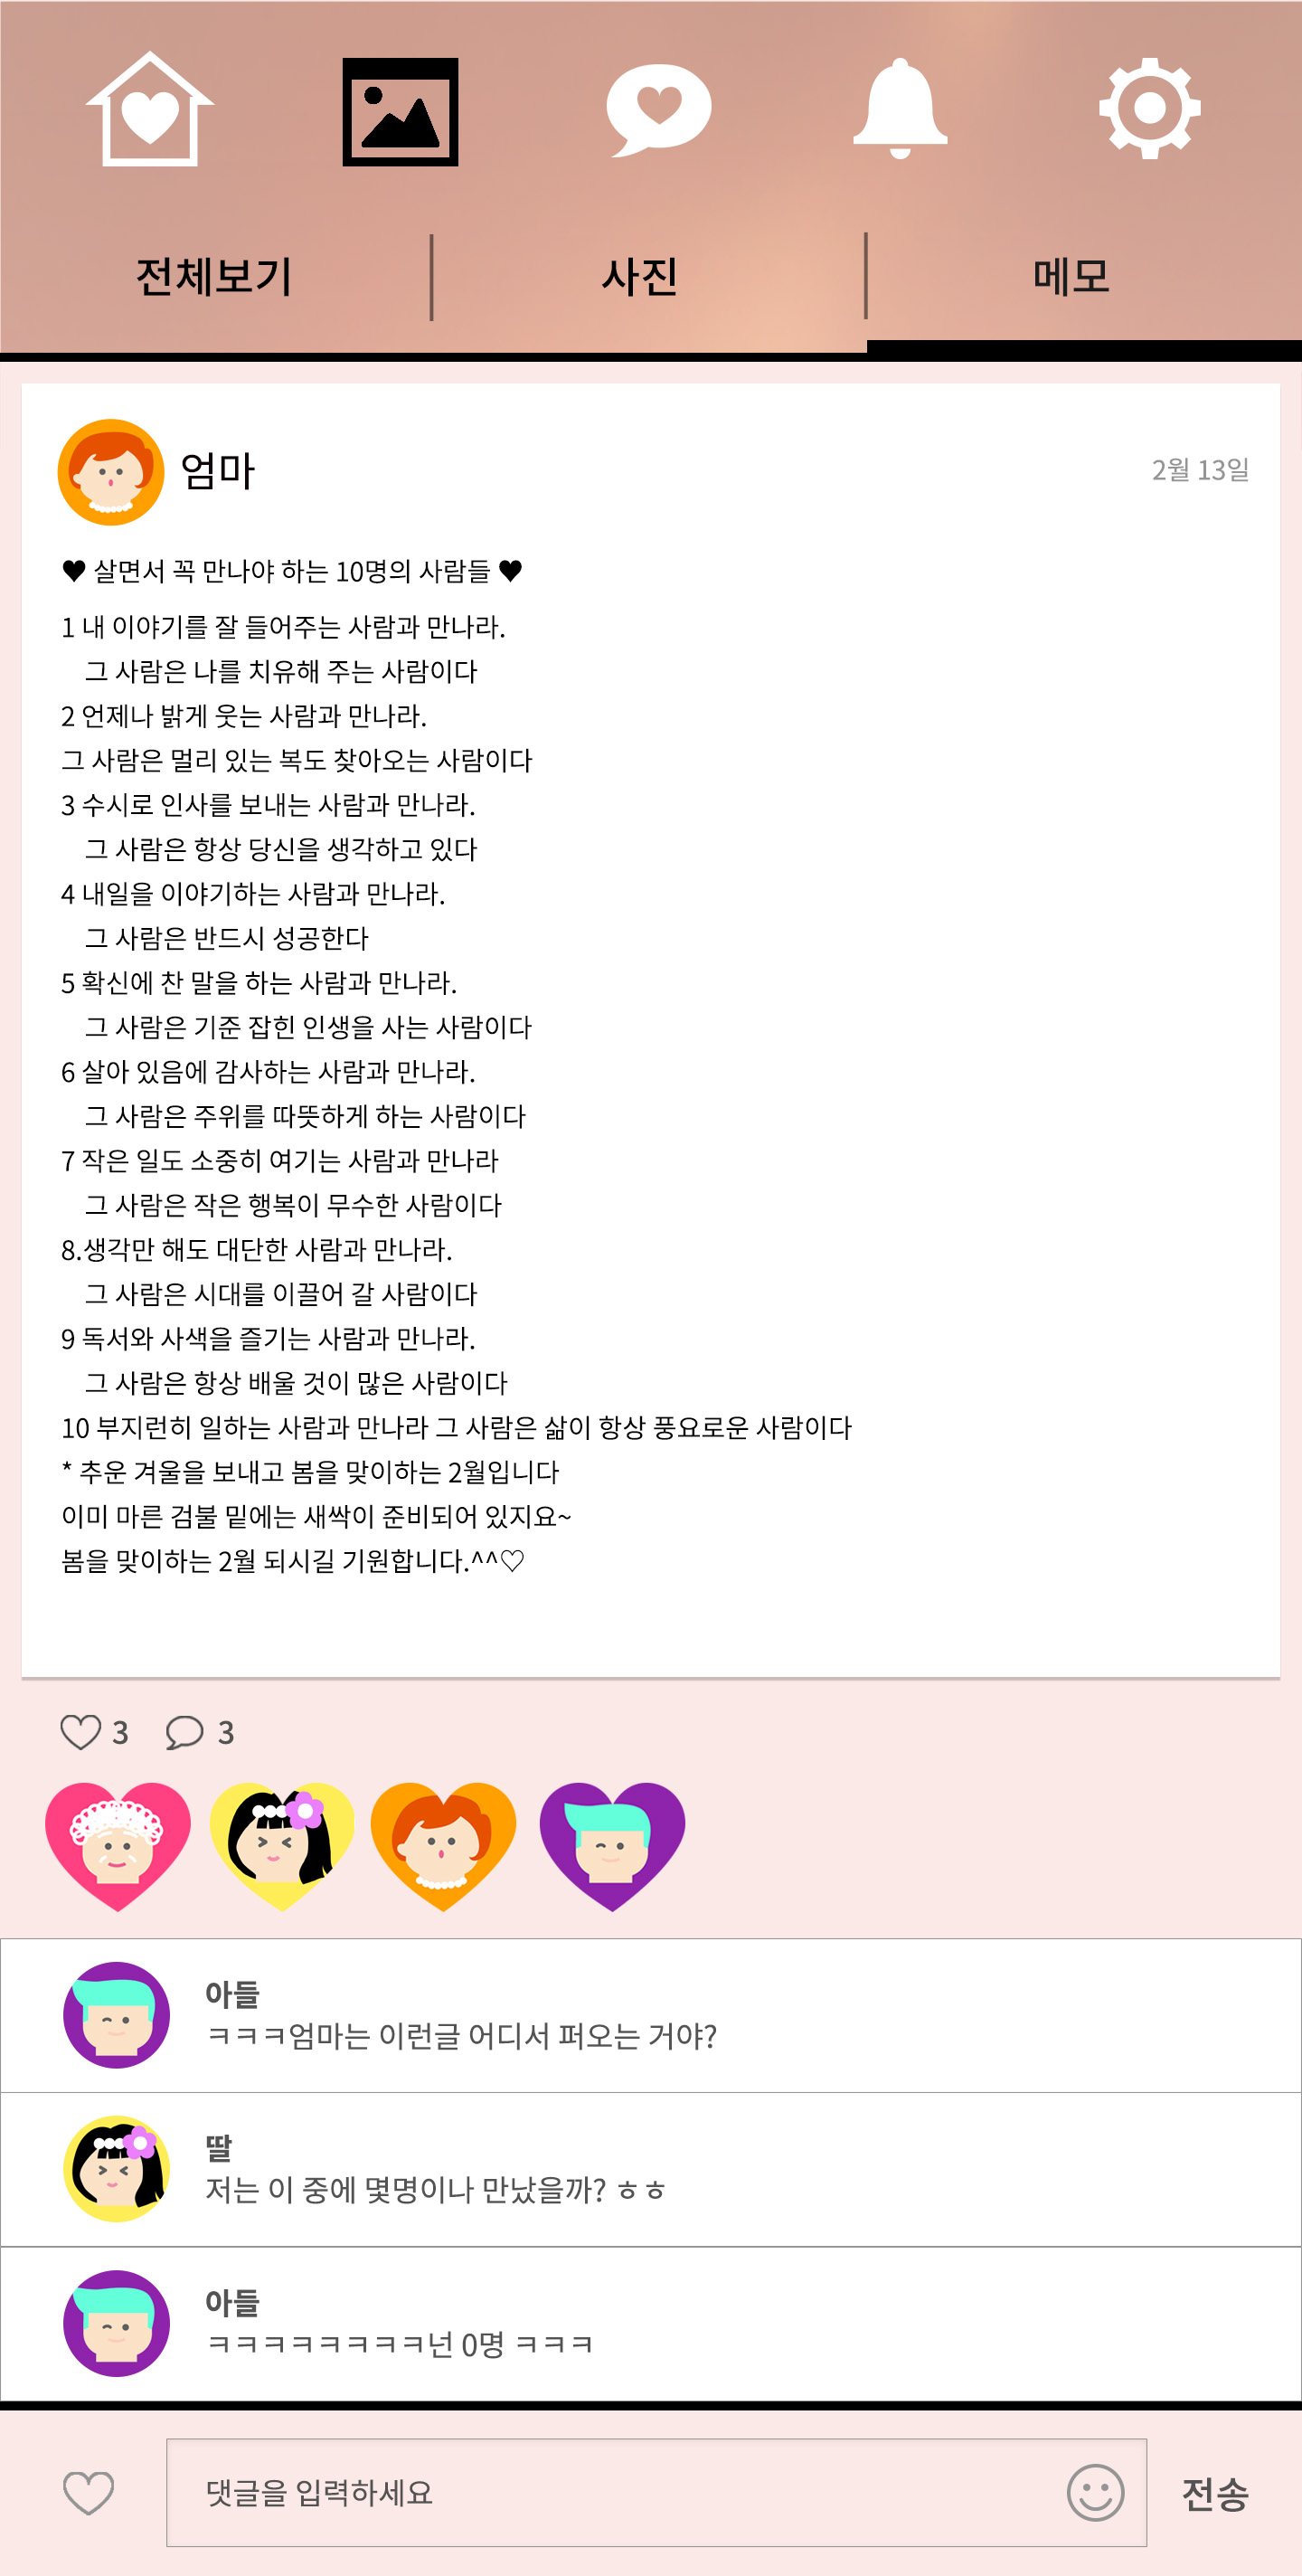 전체보기
사진
메모
엄마
2월 13일
♥ 살면서 꼭 만나야 하는 10명의 사람들 ♥
1 내 이야기를 잘 들어주는 사람과 만나라.
그 사람은 나를 치유해 주는 사람이다
2 언제나 밝게 웃는 사람과 만나라.
그 사람은 멀리 있는 복도 찾아오는 사람이다
3 수시로 인사를 보내는 사람과 만나라.
그 사람은 항상 당신을 생각하고 있다
4 내일을 이야기하는 사람과 만나라.
그 사람은 반드시 성공한다
5 확신에 찬 말을 하는 사람과 만나라.
그 사람은 기준 잡힌 인생을 사는 사람이다
6 살아 있음에 감사하는 사람과 만나라.
그 사람은 주위를 따뜻하게 하는 사람이다
7 작은 일도 소중히 여기는 사람과 만나라
그 사람은 작은 행복이 무수한 사람이다
8.생각만 해도 대단한 사람과 만나라.
그 사람은 시대를 이끌어 갈 사람이다
9 독서와 사색을 즐기는 사람과 만나라.
그 사람은 항상 배울 것이 많은 사람이다
10 부지런히 일하는 사람과 만나라 그 사람은 삶이 항상 풍요로운 사람이다
* 추운 겨울을 보내고 봄을 맞이하는 2월입니다
이미 마른 검불 밑에는 새싹이 준비되어 있지요~
봄을 맞이하는 2월 되시길 기원합니다.^^♡
3 3
아들
ㅋㅋㅋ엄마는 이런글 어디서 퍼오는 거야?
딸
저는 이 중에 몇명이나 만났을까? ㅎㅎ
아들
ㅋㅋㅋㅋㅋㅋㅋㅋ넌 0명 ㅋㅋㅋ
댓글을 입력하세요
전송